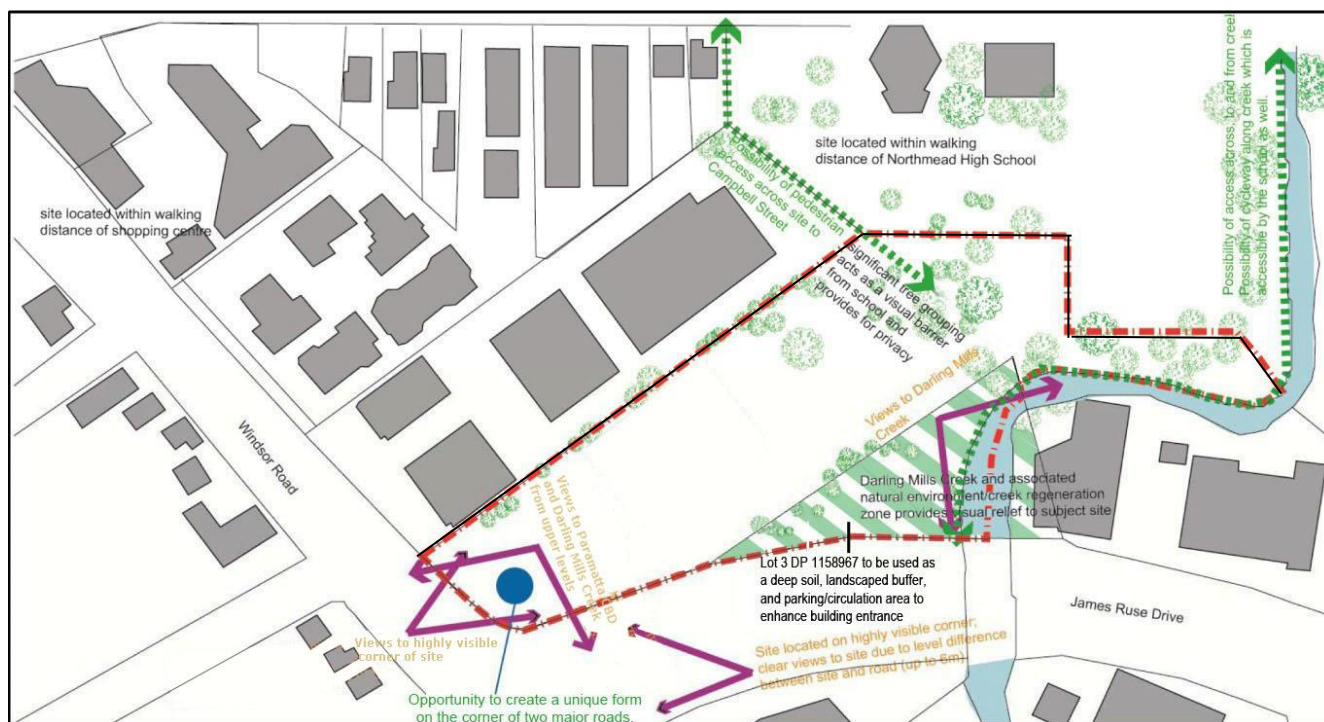 Possibility of access across, to and from creek
Possibility of cycleway along creek which is
accessible by the school as well.
site located within walking
distance of Northmead High School
Possibility of pedestrian
access across site to
Campbell Street
site located within walking
distance of shopping centre
significant tree grouping
acts as a visual barrier
from school and
provides for privacy
Views to Darling Mills
Creek
Windsor Road
Darling Mills Creek and associated
natural environment/creek regeneration
zone provides visual relief to subject site
Views to Paramatta CBD
and Darling Mills Creek
from upper levels
Lot 3 DP 1158967 to be used as
a deep soil, landscaped buffer,
and parking/circulation area to
enhance building entrance
James Ruse Drive
Views to highly visible
corner of site
Site located on highly visible corner;
clear views to site due to level difference
between site and road (up to 6m)
Opportunity to create a unique form
on the corner of two major roads.